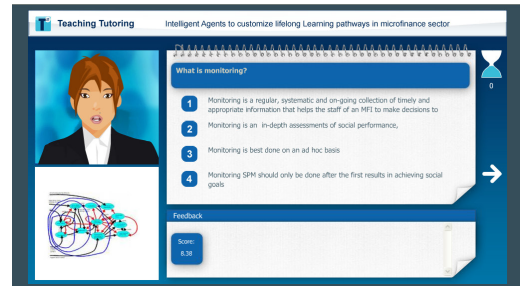 Teaching Tutoring
Intelligent Agents to customize lifelong Learning pathways in microfinance sector
What is monitoring?
0
1
Monitoring is a regular, systematic and on-going collection of timely and
appropriate information that helps the staff of an MFI to make decisions to
2
Monitoring is an in-depth assessments of social performance,
3
Monitoring is best done on an ad hoc basis
4
Monitoring SPM should only be done after the first results in achieving social
goals
Feedback
Score:
8.38